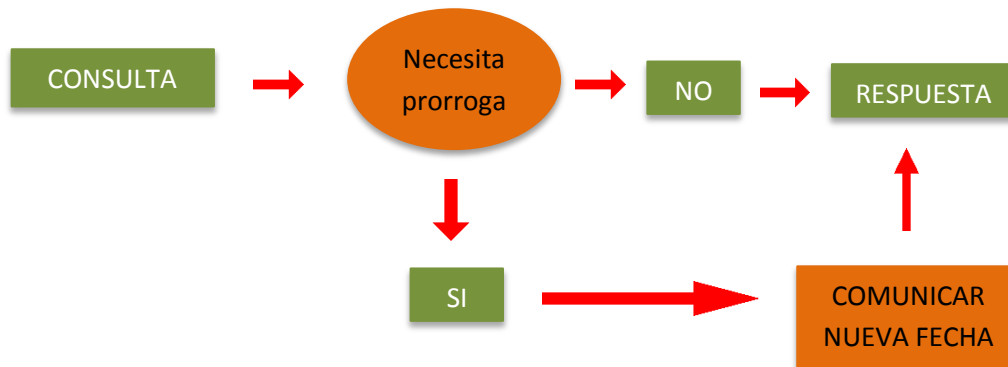 CONSULTA
Necesita
prorroga
NO
RESPUESTA
SI
COMUNICAR
NUEVA FECHA